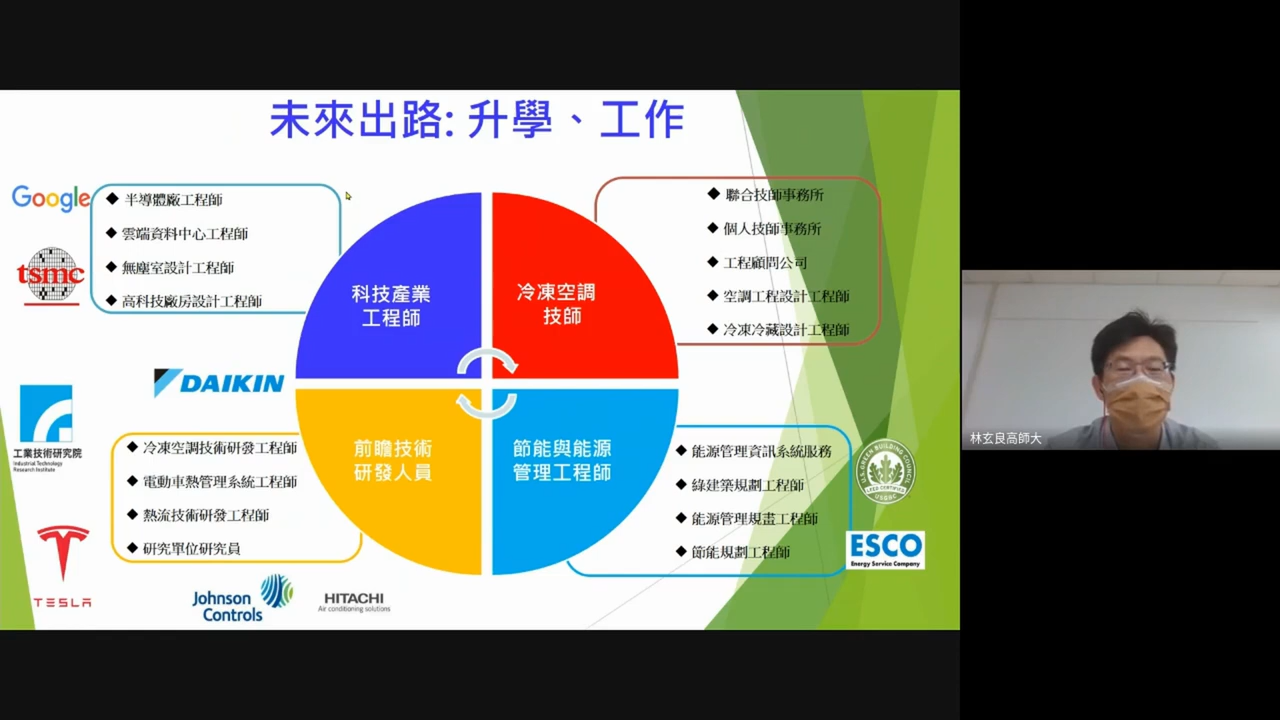 未來出路: 升學、工作
Google
tsmc
半導體廠工程師
雲端資料中心工程師
無塵室設計工程師
高科技廠房設計工程師
科技產業
工程師
冷凍空調
技師
聯合技師事務所
個人技師事務所
工程顧問公司
空調工程設計工程師
冷凍冷藏設計工程師
DAIKIN
工業技術研究院
Industrial Technology
Research Institute
冷凍空調技術研發工程師
電動車熱管理系統工程師
熱流技術研發工程師
研究單位研究員
前瞻技術
研發人員
節能與能源
管理工程師
能源管理資訊系統服務
綠建築規劃工程師
能源管理規畫工程師
節能規劃工程師
U.S. GREEN BUILDING COUNCIL
LEED CERTIFIED
USGBC
ESCO
Energy Service Company
TESLA
Johnson
Controls
HITACHI
Air conditioning solutions
林玄良高師大